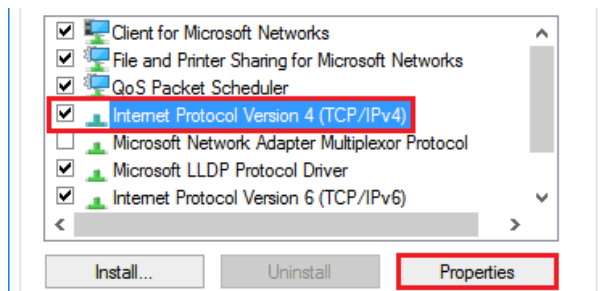 Client for Microsoft Networks
File and Printer Sharing for Microsoft Networks
QoS Packet Scheduler
Internet Protocol Version 4 (TCP/IPv4)
Microsoft Network Adapter Multiplexor Protocol
Microsoft LLDP Protocol Driver
Internet Protocol Version 6 (TCP/IPv6)
Install... Uninstall Properties